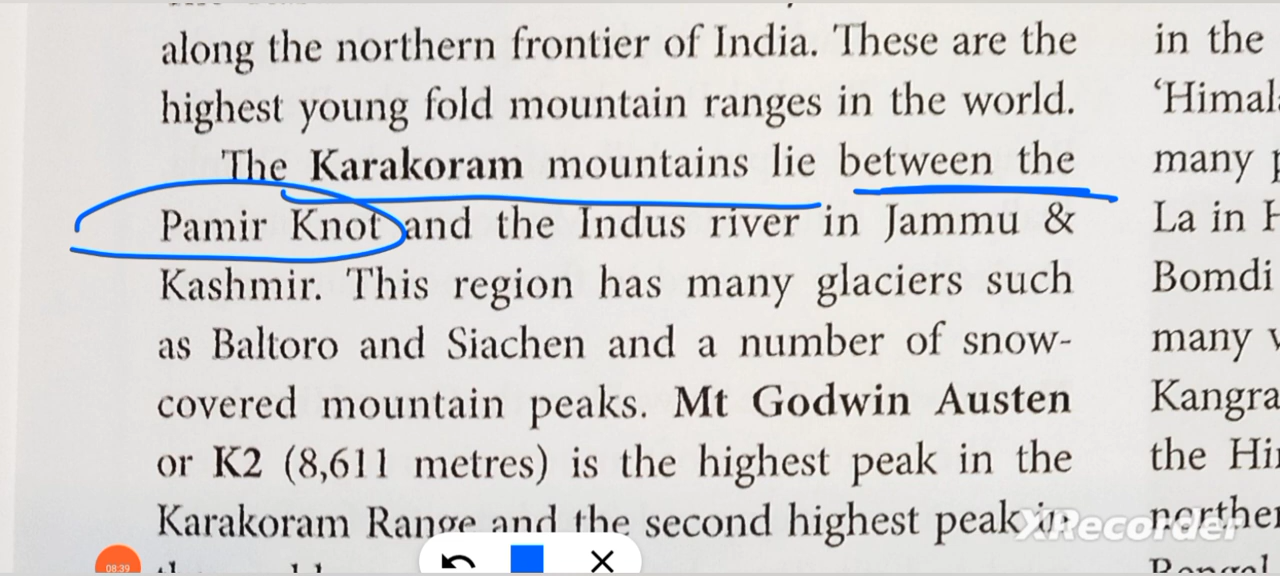 along the northern frontier of India. These are the
highest young fold mountain ranges in the world.
The Karakoram mountains lie between the
Pamir Knot and the Indus river in Jammu &
Kashmir. This region has many glaciers such
as Baltoro and Siachen and a number of snow-
covered mountain peaks. Mt Godwin Austen
or K2 (8,611 metres) is the highest peak in the
Karakoram Range and the second highest peak in
in the
many
La in
Bomdi
many
Kangra
the
XRecorder
08:39